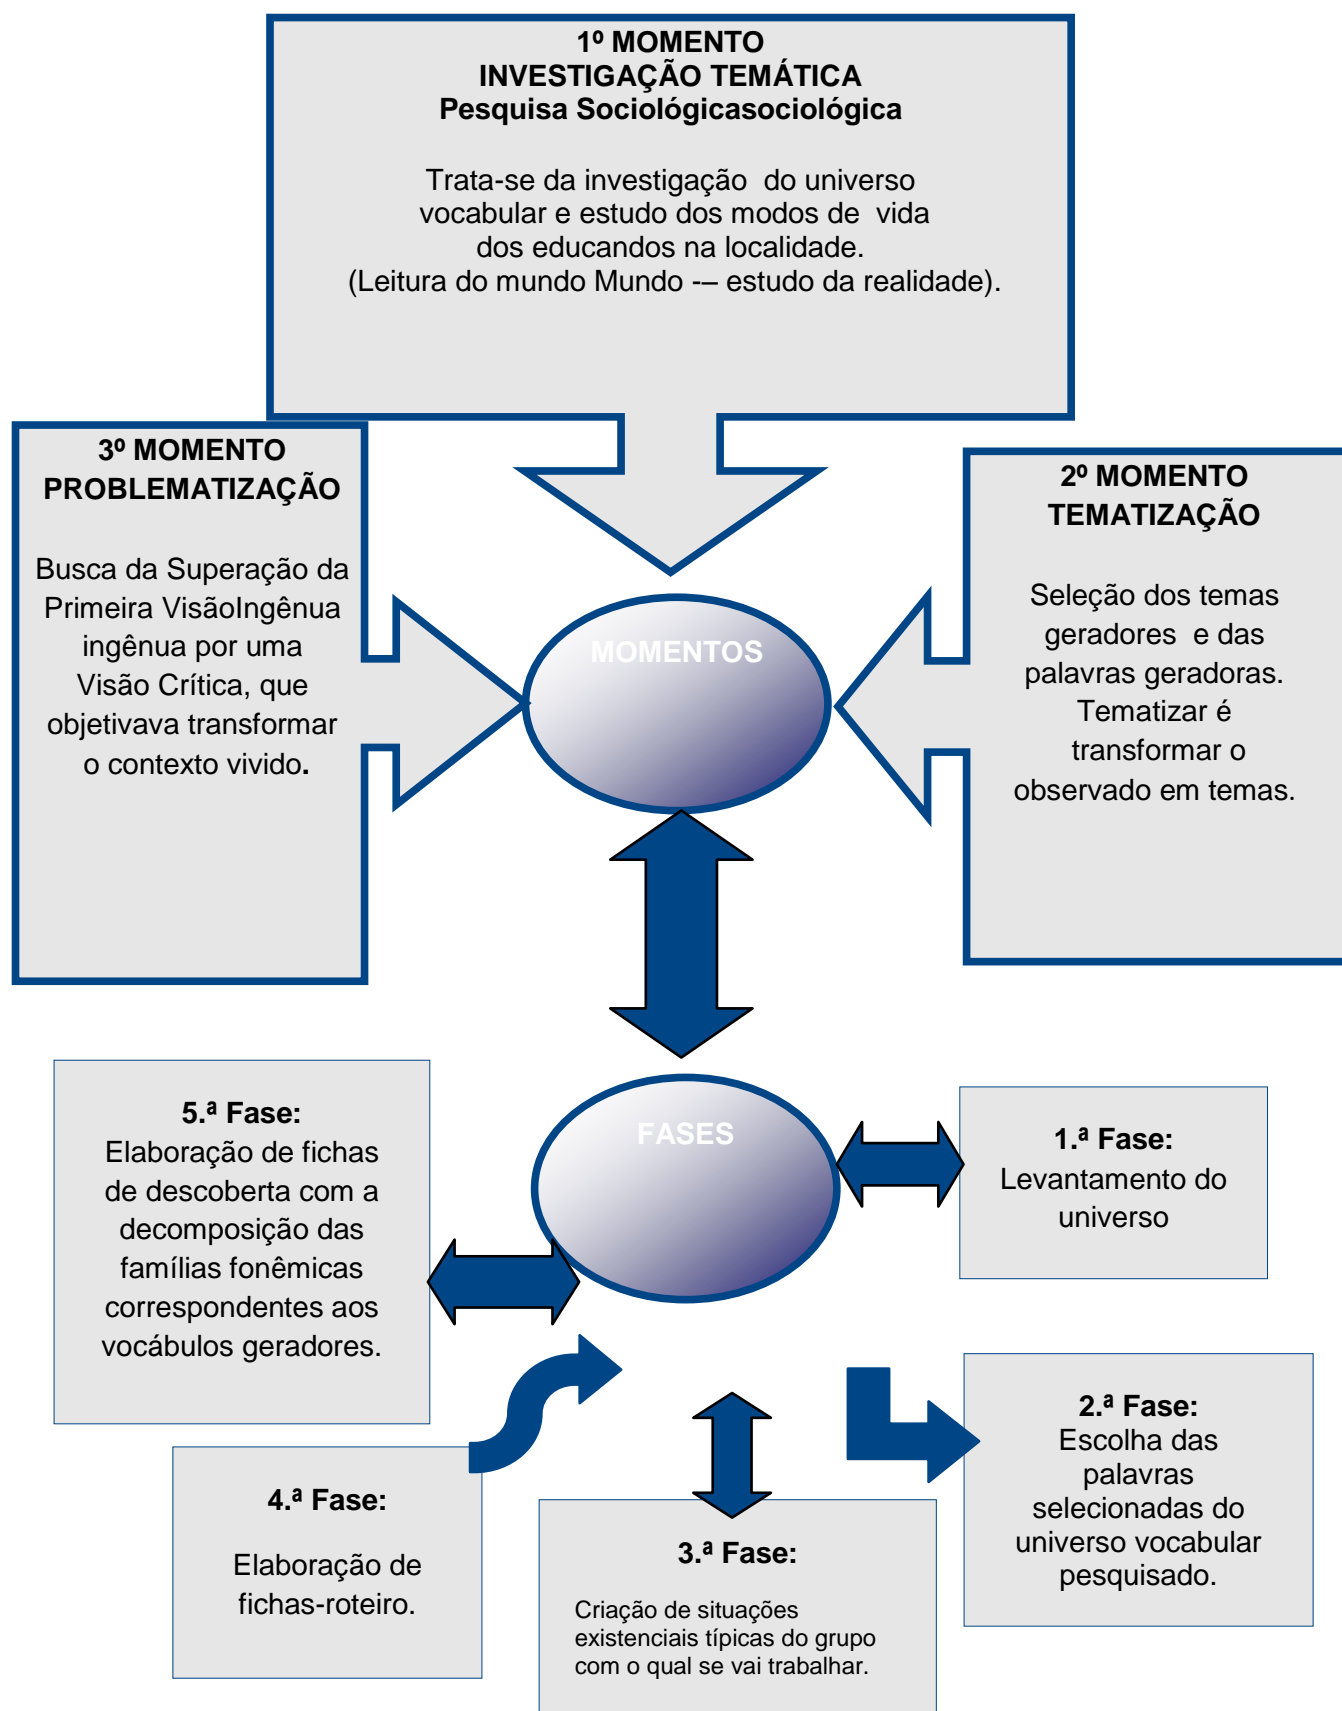 1º MOMENTO
INVESTIGAÇÃO TEMÁTICA
Pesquisa Sociológicasociológica
Trata-se da investigação do universo
vocabular e estudo dos modos de vida
dos educandos na localidade.
(Leitura do mundo Mundo -– estudo da realidade).
3º MOMENTO
PROBLEMATIZAÇÃO
Busca da Superação da
Primeira VisãoIngênua
ingênua por uma
Visão Crítica, que
objetivava transformar
o contexto vivido.
2º MOMENTO
TEMATIZAÇÃO
Seleção dos temas
geradores e das
palavras geradoras.
Tematizar é
transformar o
observado em temas.
MOMENTOS
FASES
1.ª Fase:
Levantamento do
universo
2.ª Fase:
Escolha das
palavras
selecionadas do
universo vocabular
pesquisado.
3.ª Fase:
Criação de situações
existenciais típicas do grupo
com o qual se vai trabalhar.
4.ª Fase:
Elaboração de
fichas-roteiro.
5.ª Fase:
Elaboração de fichas
de descoberta com a
decomposição das
famílias fonêmicas
correspondentes aos
vocábulos geradores.